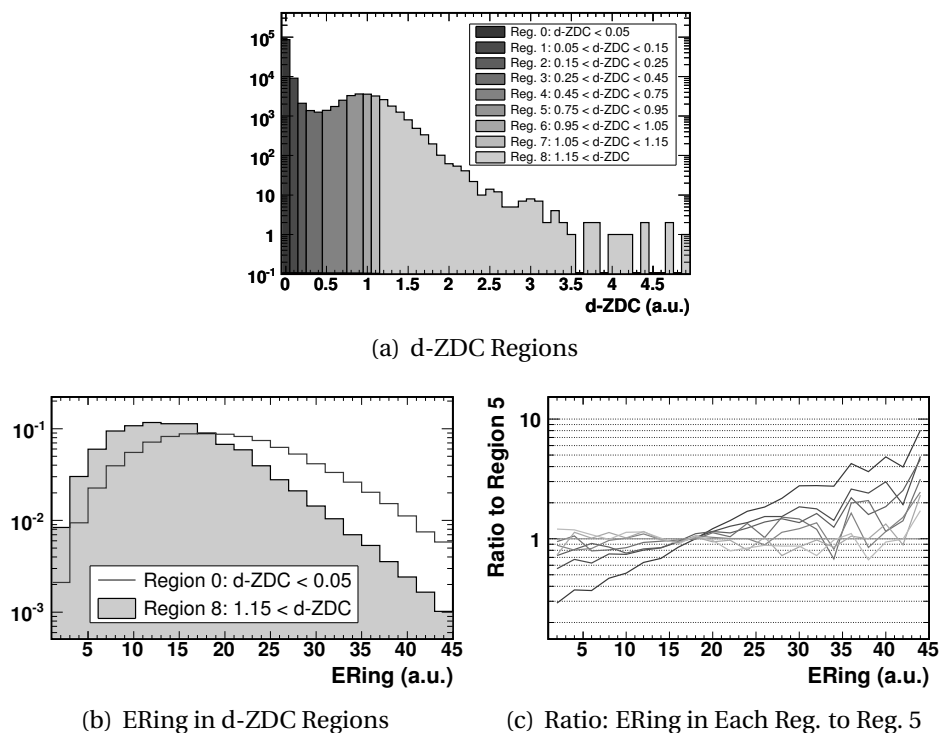 10^5
10^4
10^3
10^2
10
1
10^-1
Reg. 0: d-ZDC < 0.05
Reg. 1: 0.05 < d-ZDC < 0.15
Reg. 2: 0.15 < d-ZDC < 0.25
Reg. 3: 0.25 < d-ZDC < 0.45
Reg. 4: 0.45 < d-ZDC < 0.75
Reg. 5: 0.75 < d-ZDC < 0.95
Reg. 6: 0.95 < d-ZDC < 1.05
Reg. 7: 1.05 < d-ZDC < 1.15
Reg. 8: 1.15 < d-ZDC
0 0.5 1 1.5 2 2.5 3 3.5 4 4.5
d-ZDC (a.u.)
(a) d-ZDC Regions
10^-1
10^-2
10^-3
Region 0: d-ZDC < 0.05
Region 8: 1.15 < d-ZDC
5 10 15 20 25 30 35 40 45
ERing (a.u.)
(b) ERing in d-ZDC Regions
Ratio to Region 5
10
1
5 10 15 20 25 30 35 40 45
ERing (a.u.)
(c) Ratio: ERing in Each Reg. to Reg. 5